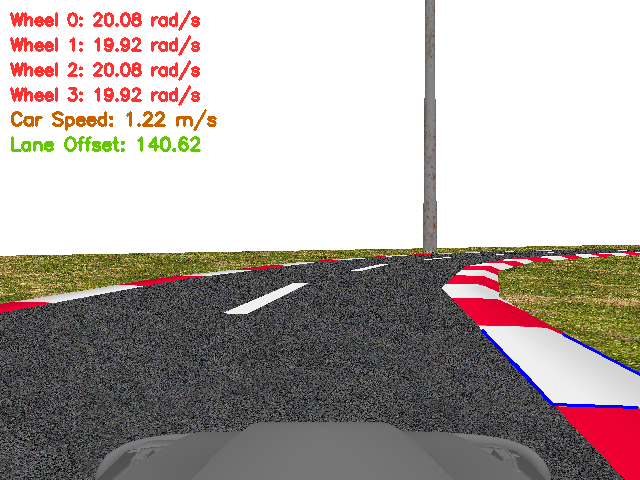 Wheel 0: 20.08 rad/s
Wheel 1: 19.92 rad/s
Wheel 2: 20.08 rad/s
Wheel 3: 19.92 rad/s
Car Speed: 1.22 m/s
Lane Offset: 140.62